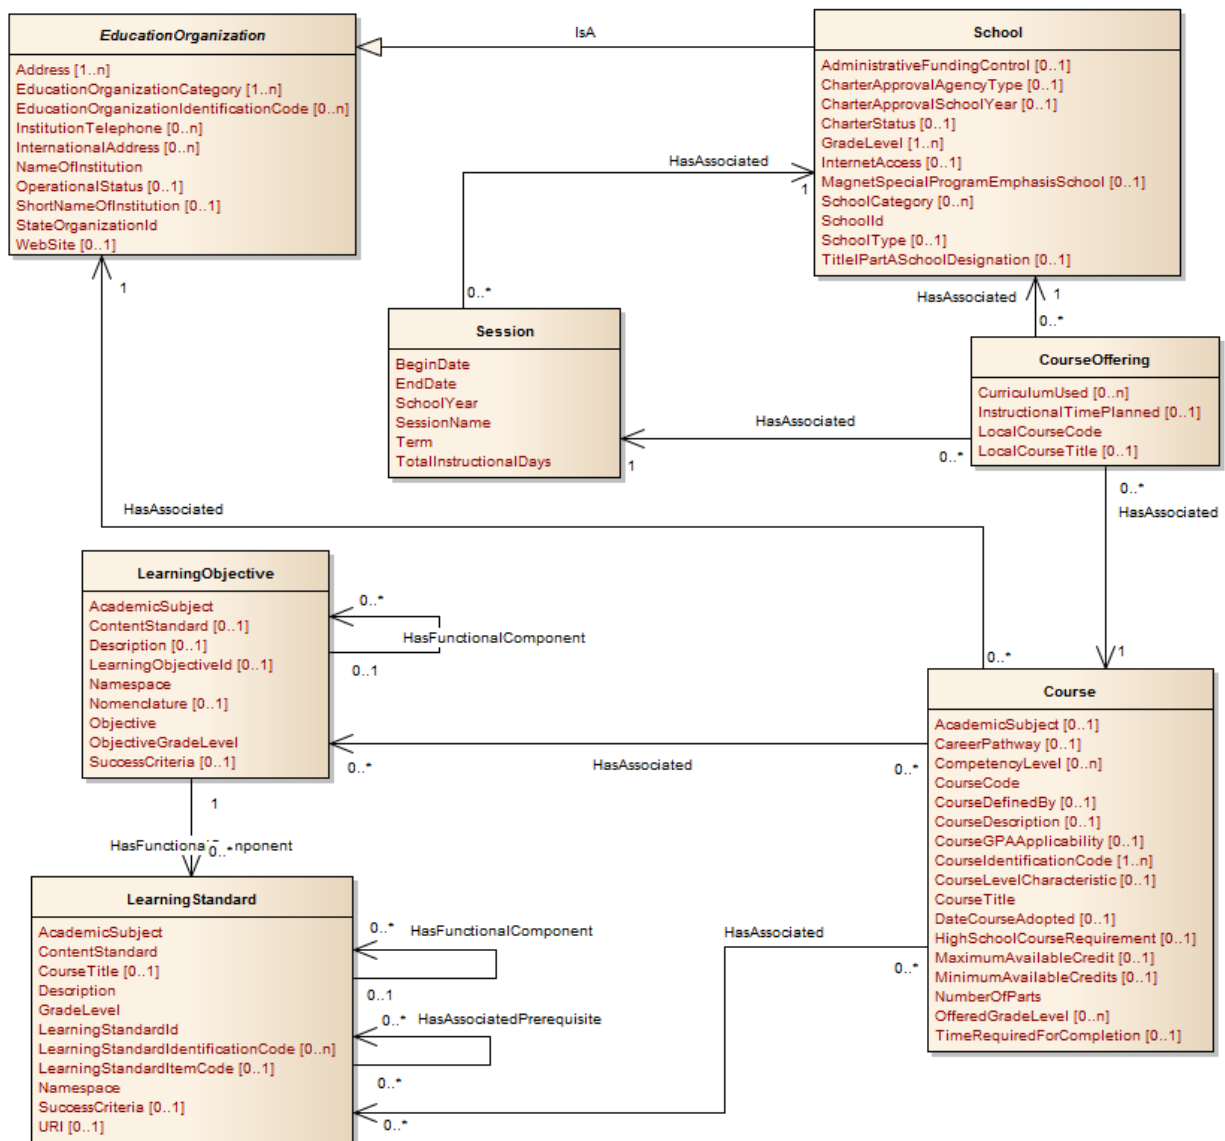 EducationOrganization
Address [1..n]
EducationOrganizationCategory [1..n]
EducationOrganizationIdentificationCode [0..n]
InstitutionTelephone [0..n]
InternationalAddress [0..n]
NameOfInstitution
OperationalStatus [0..1]
ShortNameOfInstitution [0..1]
StateOrganizationId
WebSite [0..1]
IsA
School
AdministrativeFundingControl [0..1]
CharterApprovalAgencyType [0..1]
CharterApprovalSchoolYear [0..1]
CharterStatus [0..1]
GradeLevel [1..n]
InternetAccess [0..1]
MagnetSpecialProgramEmphasisSchool [0..1]
SchoolCategory [0..n]
SchoolId
SchoolType [0..1]
TitleIPartASchoolDesignation [0..1]
HasAssociated
1
0..*
1
HasAssociated
1
0..*
Session
BeginDate
EndDate
SchoolYear
SessionName
Term
TotalInstructionalDays
CourseOffering
CurriculumUsed [0..n]
InstructionalTimePlanned [0..1]
LocalCourseCode
LocalCourseTitle [0..1]
HasAssociated
1
0..*
0..*
HasAssociated
HasAssociated
LearningObjective
AcademicSubject
ContentStandard [0..1]
Description [0..1]
LearningObjectiveId [0..1]
Namespace
Nomenclature [0..1]
Objective
ObjectiveGradeLevel
SuccessCriteria [0..1]
0..*
HasFunctionalComponent
0..1
0..*
1
0..*
HasAssociated
0..*
Course
AcademicSubject [0..1]
CareerPathway [0..1]
CompetencyLevel [0..n]
CourseCode
CourseDefinedBy [0..1]
CourseDescription [0..1]
CourseGPAApplicability [0..1]
CourseIdentificationCode [1..n]
CourseLevelCharacteristic [0..1]
CourseTitle
DateCourseAdopted [0..1]
HighSchoolCourseRequirement [0..1]
MaximumAvailableCredit [0..1]
MinimumAvailableCredits [0..1]
NumberOfParts
OfferedGradeLevel [0..n]
TimeRequiredForCompletion [0..1]
1
0..*
LearningStandard
AcademicSubject
ContentStandard
CourseTitle [0..1]
Description
GradeLevel
LearningStandardId
LearningStandardIdentificationCode [0..n]
LearningStandardItemCode [0..1]
Namespace
SuccessCriteria [0..1]
URI [0..1]
0..*
HasFunctionalComponent
0..1
0..*
HasAssociatedPrerequisite
0..*
HasAssociated
0..*
0..*